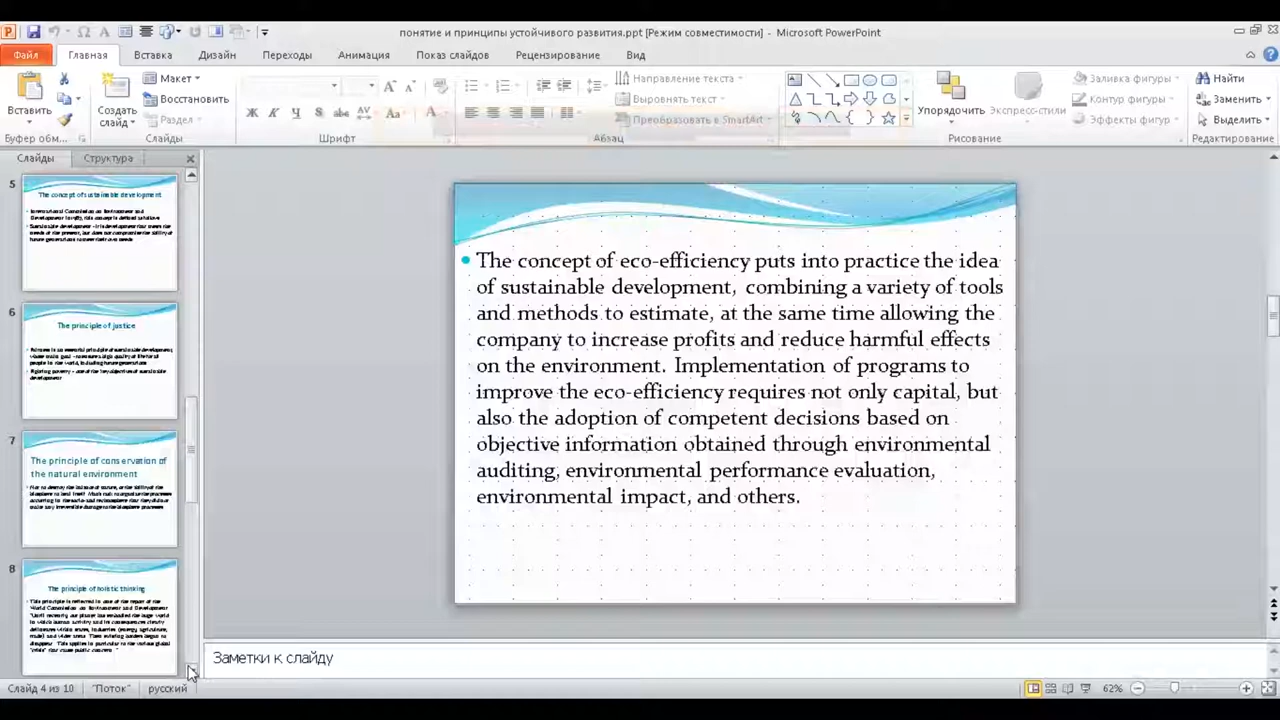 понятие и принципы устойчивого развития.ppt [Режим совместимости] - Microsoft PowerPoint
Файл Главная Вставка Дизайн Переходы Анимация Показ слайдов Рецензирование Вид
Вставить
Буфер обм...
Создать слайд
Макет
Восстановить
Раздел
Слайды
Ж К Ч S abc AV Aa A
Шрифт
Направление текста
Выровнять текст
Преобразовать в SmartArt
Абзац
Упорядочить
Экспресс-стили
Заливка фигуры
Контур фигуры
Эффекты фигур
Рисование
Найти
Заменить
Выделить
Редактирование
Слайды Структура
5
The concept of sustainable development
6
The principle of justice
7
The principle of conservation of
the natural environment
8
The principle of holistic thinking
The concept of eco-efficiency puts into practice the idea
of sustainable development, combining a variety of tools
and methods to estimate, at the same time allowing the
company to increase profits and reduce harmful effects
on the environment. Implementation of programs to
improve the eco-efficiency requires not only capital, but
also the adoption of competent decisions based on
objective information obtained through environmental
auditing, environmental performance evaluation,
environmental impact, and others.
Заметки к слайду
Слайд 4 из 10 "Поток" русский 62%